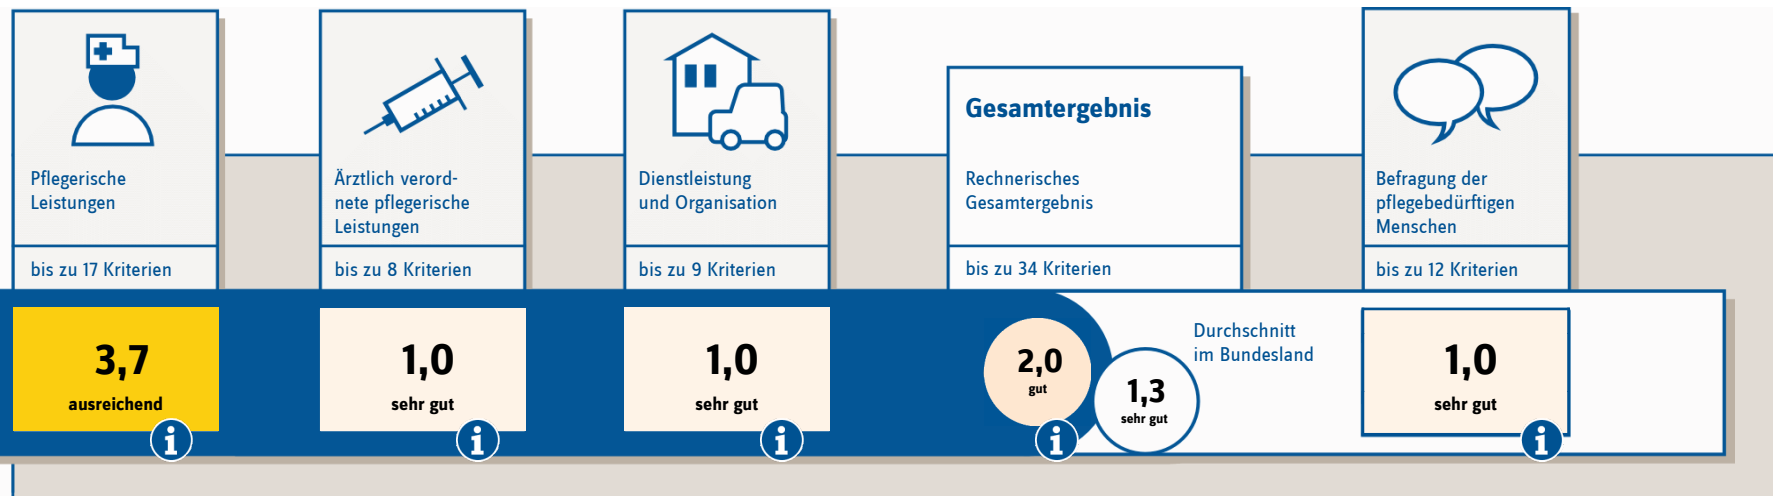 Pflegerische
Leistungen
bis zu 17 Kriterien
3,7
ausreichend
i
Ärztlich verord-
nete pflegerische
Leistungen
bis zu 8 Kriterien
1,0
sehr gut
i
Dienstleistung
und Organisation
bis zu 9 Kriterien
1,0
sehr gut
i
Gesamtergebnis
Rechnerisches
Gesamtergebnis
bis zu 34 Kriterien
2,0
gut
i
1,3
sehr gut
Durchschnitt
im Bundesland
Befragung der
pflegebedürftigen
Menschen
bis zu 12 Kriterien
1,0
sehr gut
i